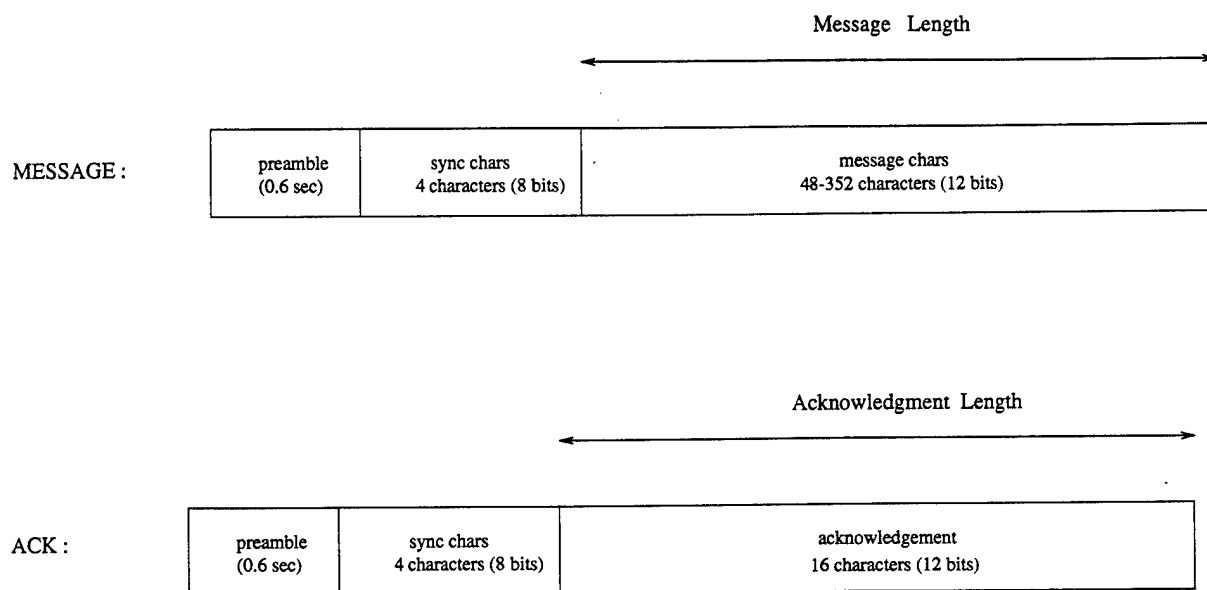 Message Length
MESSAGE :
preamble
(0.6 sec)
sync chars
4 characters (8 bits)
message chars
48-352 characters (12 bits)
Acknowledgment Length
ACK :
preamble
(0.6 sec)
sync chars
4 characters (8 bits)
acknowledgement
16 characters (12 bits)